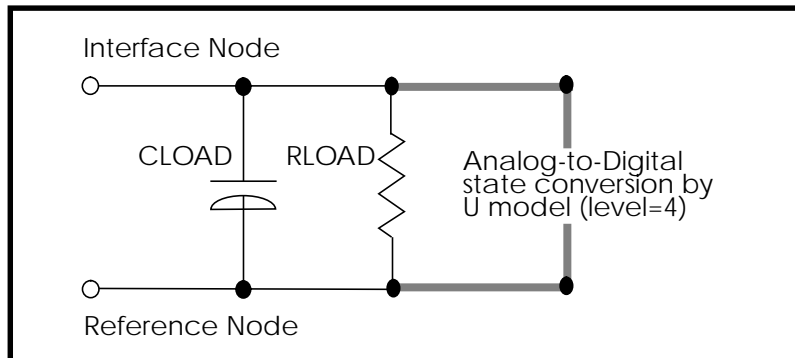 Interface Node
CLOAD
RLOAD
Analog-to-Digital
state conversion by
U model (level=4)
Reference Node